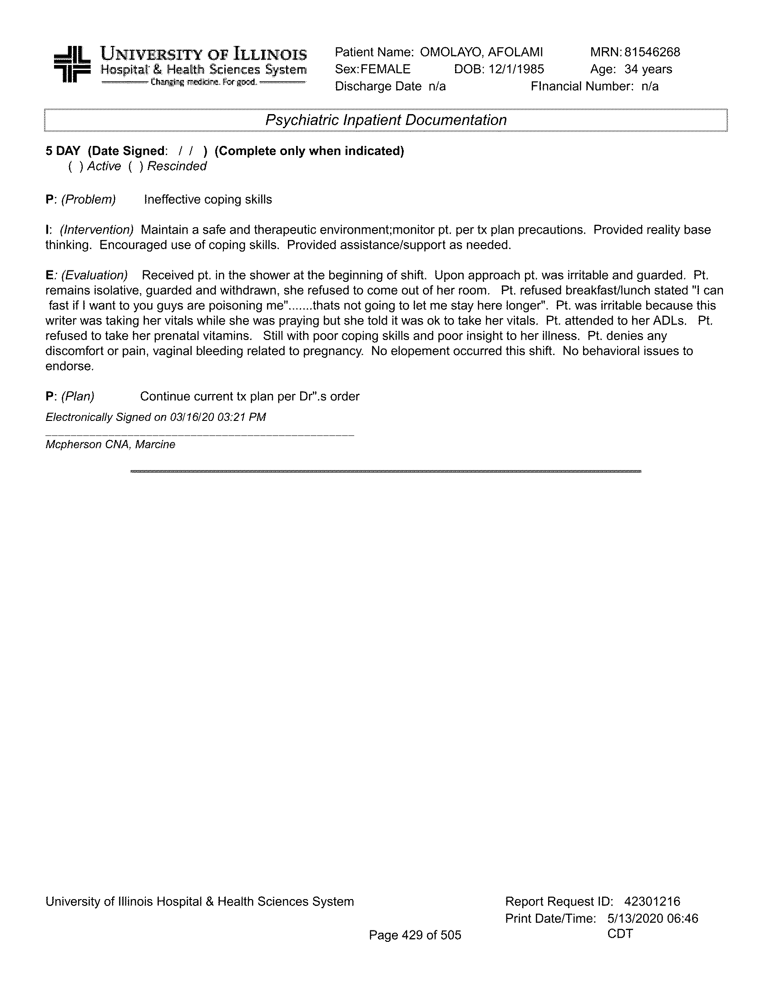 UNIVERSITY OF ILLINOIS
Hospital & Health Sciences System
Changing medicine. For good.
Patient Name: OMOLAYO, AFOLAMI MRN: 81546268
Sex: FEMALE DOB: 12/1/1985 Age: 34 years
Discharge Date n/a FInancial Number: n/a
Psychiatric Inpatient Documentation
5 DAY (Date Signed: / / ) (Complete only when indicated)
( ) Active ( ) Rescinded
P: (Problem) Ineffective coping skills
I: (Intervention) Maintain a safe and therapeutic environment;monitor pt. per tx plan precautions. Provided reality base
thinking. Encouraged use of coping skills. Provided assistance/support as needed.
E: (Evaluation) Received pt. in the shower at the beginning of shift. Upon approach pt. was irritable and guarded. Pt.
remains isolative, guarded and withdrawn, she refused to come out of her room. Pt. refused breakfast/lunch stated "I can
fast if I want to you guys are poisoning me".......thats not going to let me stay here longer". Pt. was irritable because this
writer was taking her vitals while she was praying but she told it was ok to take her vitals. Pt. attended to her ADLs. Pt.
refused to take her prenatal vitamins. Still with poor coping skills and poor insight to her illness. Pt. denies any
discomfort or pain, vaginal bleeding related to pregnancy. No elopement occurred this shift. No behavioral issues to
endorse.
P: (Plan) Continue current tx plan per Dr".s order
Electronically Signed on 03/16/20 03:21 PM
Mcpherson CNA, Marcine
University of Illinois Hospital & Health Sciences System Report Request ID: 42301216
Print Date/Time: 5/13/2020 06:46
CDT
Page 429 of 505